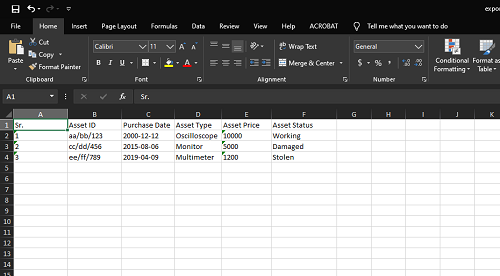 expo
File Home Insert Page Layout Formulas Data Review View Help ACROBAT Tell me what you want to do
Paste Cut Copy Format Painter
Clipboard
Calibri 11 A A
B I U A
Font
Wrap Text
Merge & Center
Alignment
General
$ % ,
Number
Conditional Formatting Format as Table
A1 fx Sr.
A B C D E F G H I J
1 Sr. Asset ID Purchase Date Asset Type Asset Price Asset Status
2 1 aa/bb/123 2000-12-12 Oscilloscope 10000 Working
3 2 cc/dd/456 2015-08-06 Monitor 5000 Damaged
4 3 ee/ff/789 2019-04-09 Multimeter 1200 Stolen
5
6
7
8
9
10
11
12
13
14
15